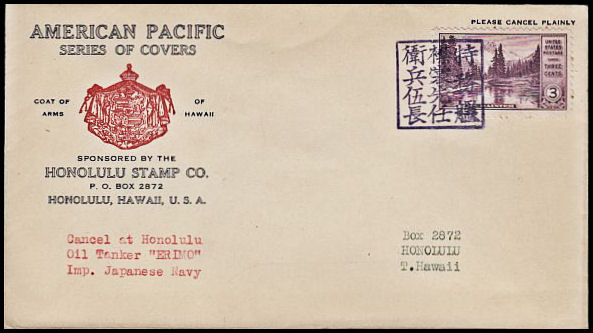 PLEASE CANCEL PLAINLY
AMERICAN PACIFIC
SERIES OF COVERS
COAT OF
ARMS
OF
HAWAII
SPONSORED BY THE
HONOLULU STAMP CO.
P. O. BOX 2872
HONOLULU, HAWAII, U. S. A.
衛兵伍長
UNITED
STATES
POSTAGE
THREE
CENTS
3
Cancel at Honolulu
Oil Tanker "ERIMO"
Imp. Japanese Navy
Box 2872
HONOLULU
T.Hawaii